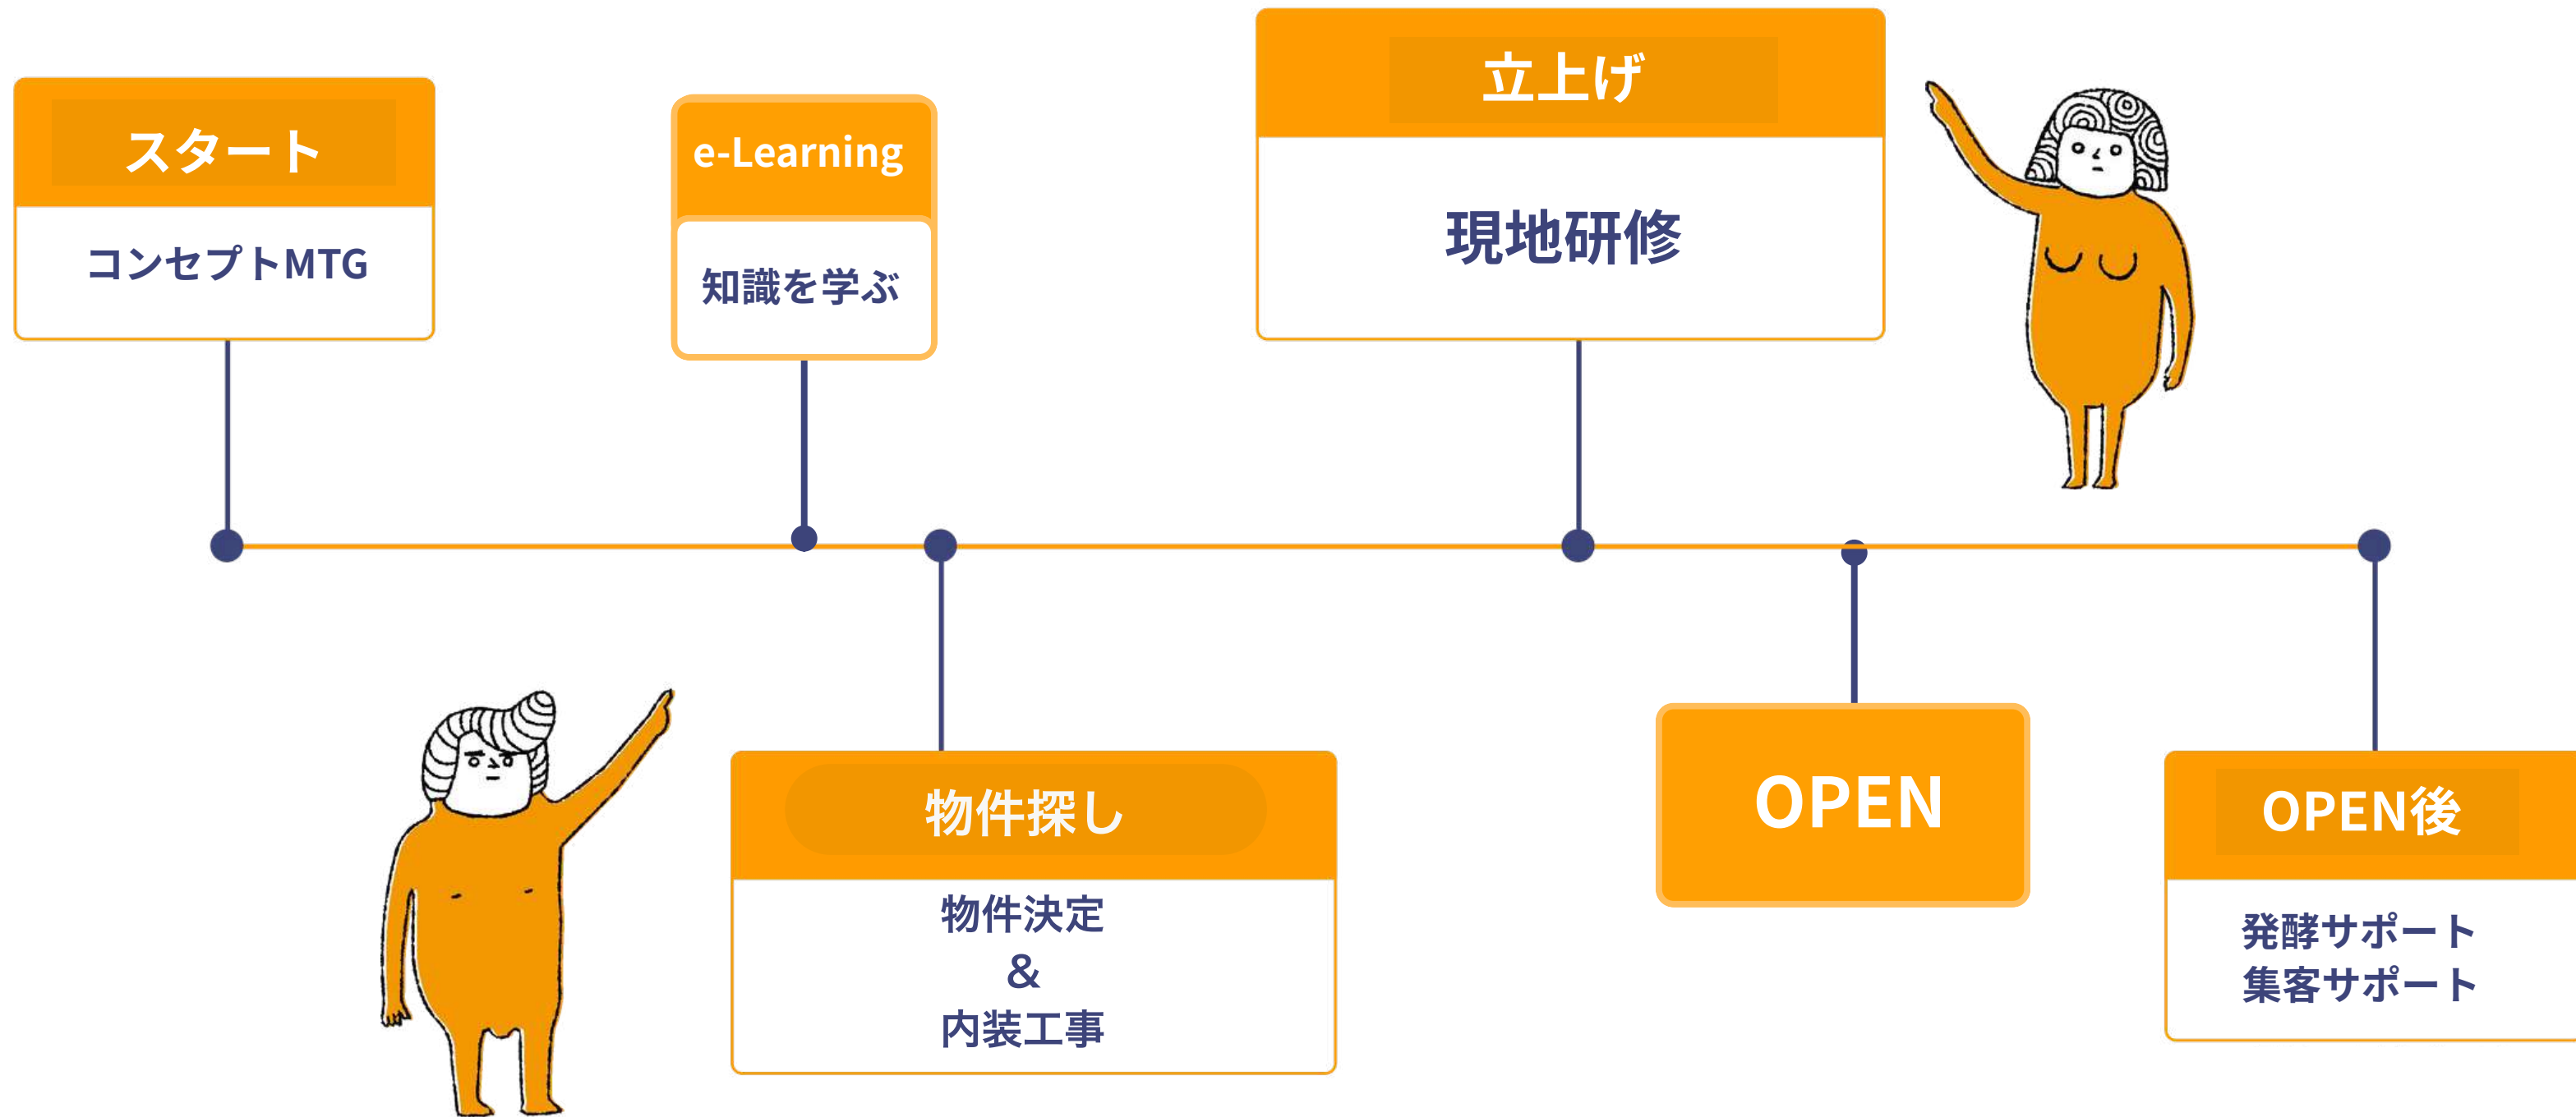 スタート
コンセプトMTG
e-Learning
知識を学ぶ
物件探し
物件決定
&
内装工事
立上げ
現地研修
OPEN
OPEN後
発酵サポート
集客サポート